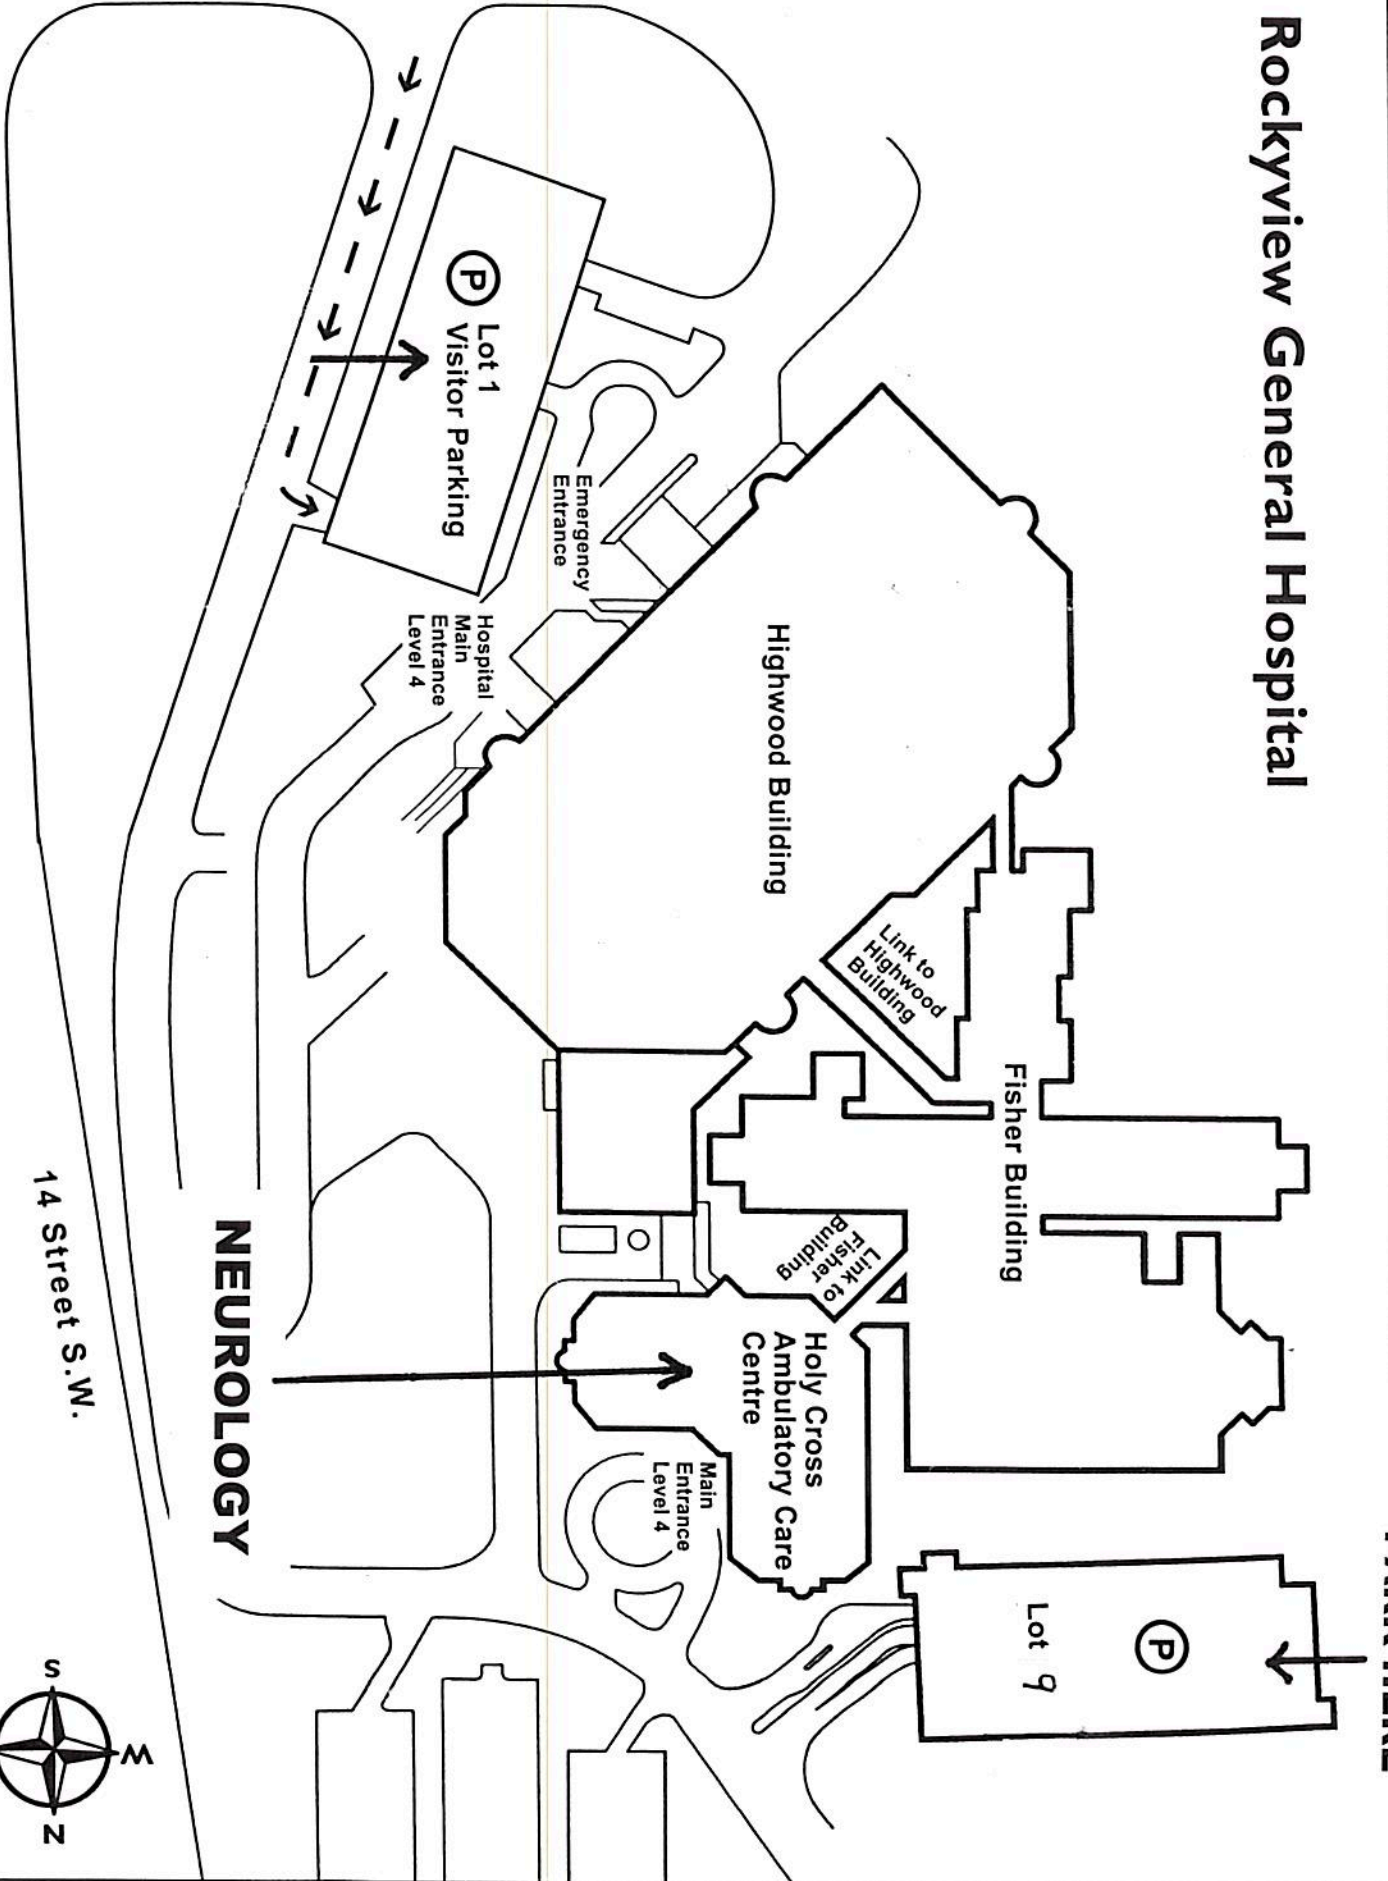 Rockyview General Hospital
P
Lot 1
Visitor Parking
Emergency
Entrance
Hospital
Main
Entrance
Level 4
Highwood Building
Link to
Highwood
Building
Fisher Building
Link to
Fisher
Building
Holy Cross
Ambulatory Care
Centre
Main
Entrance
Level 4
NEUROLOGY
14 Street S.W.
P
Lot 9
S
W
N